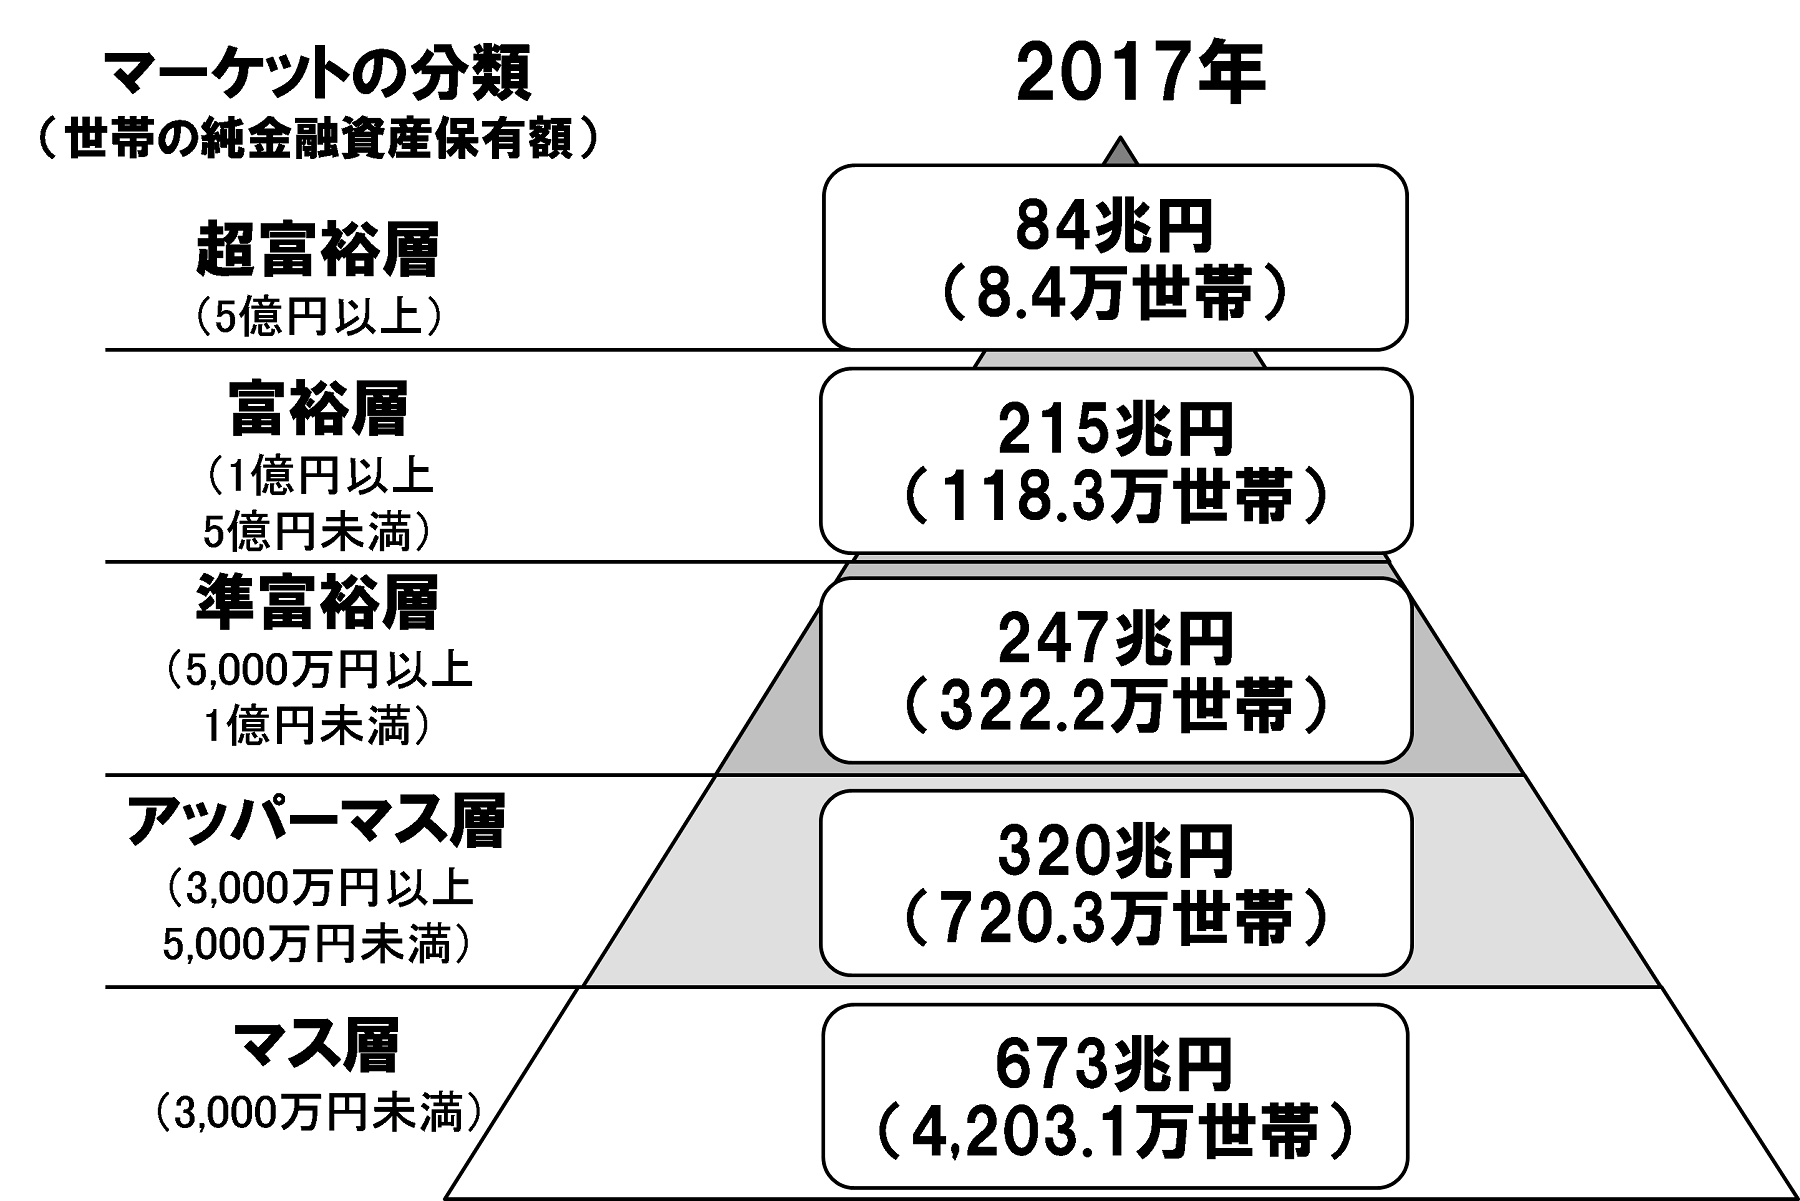 マーケットの分類
(世帯の純金融資産保有額)
2017年
超富裕層
(5億円以上)
84兆円
(8.4万世帯)
富裕層
(1億円以上
5億円未満)
215兆円
(118.3万世帯)
準富裕層
(5,000万円以上
1億円未満)
247兆円
(322.2万世帯)
アッパーマス層
(3,000万円以上
5,000万円未満)
320兆円
(720.3万世帯)
マス層
(3,000万円未満)
673兆円
(4,203.1万世帯)